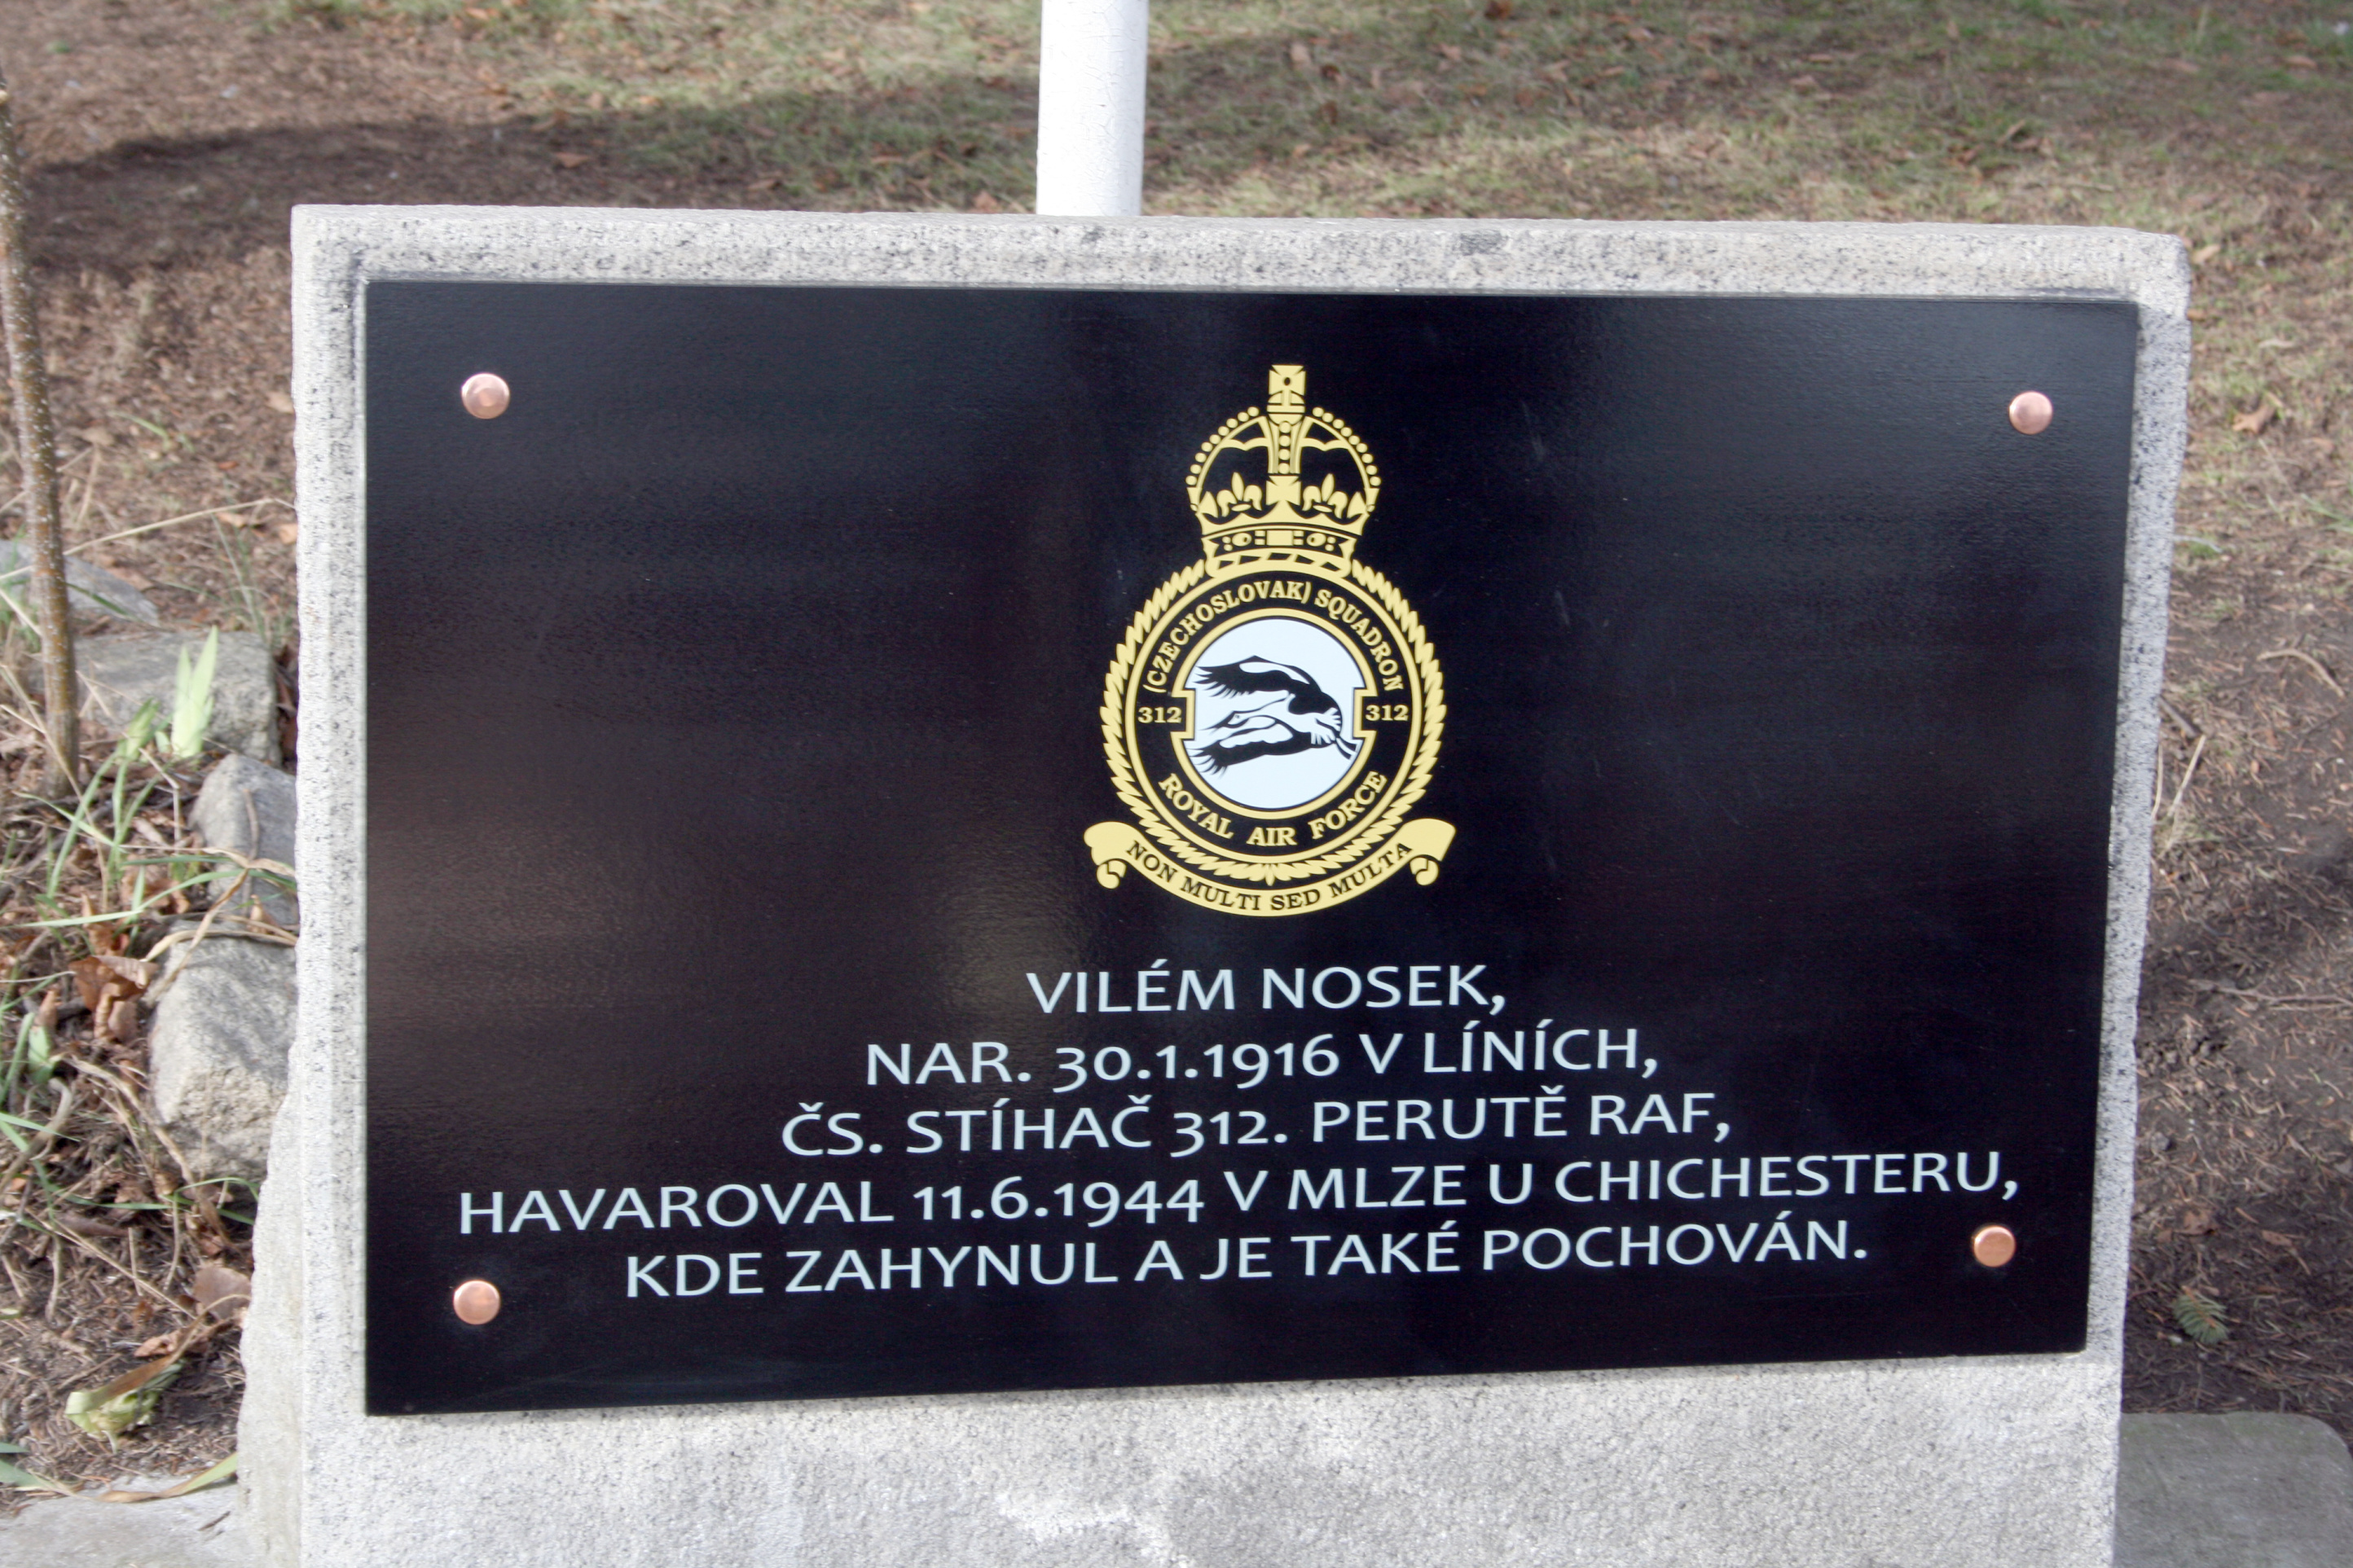 (CZECHOSLOVAK) SQUADRON
312 312
ROYAL AIR FORCE
NON MULTI SED MULTA
VILÉM NOSEK,
NAR. 30.1.1916 V LÍNÍCH,
ČS. STÍHAČ 312. PERUTĚ RAF,
HAVAROVAL 11.6.1944 V MLZE U CHICHESTERU,
KDE ZAHYNUL A JE TAKÉ POCHOVÁN.